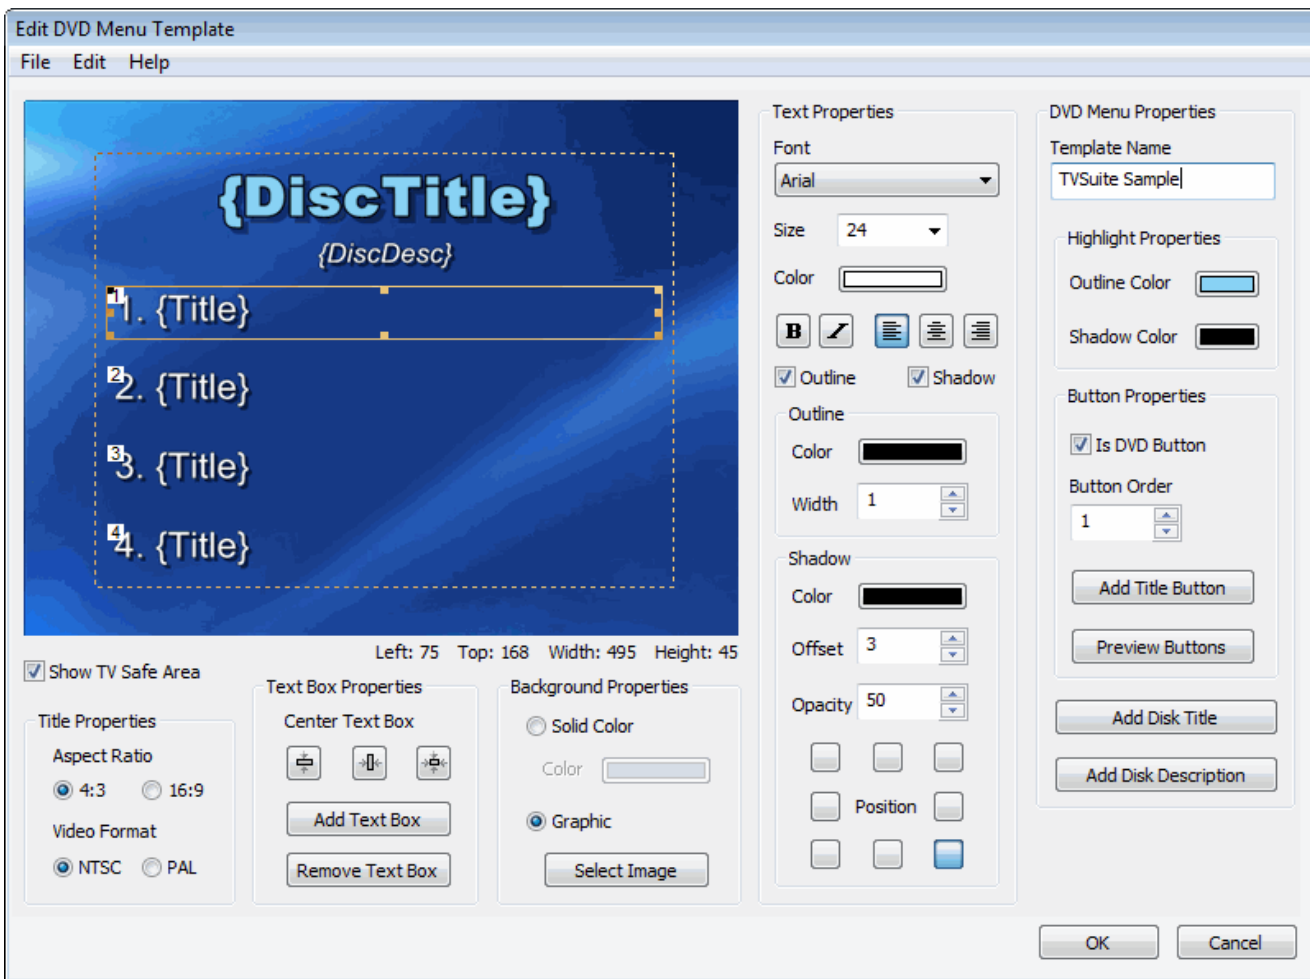 Edit DVD Menu Template
File Edit Help
{DiscTitle}
{DiscDesc}
1
1. {Title}
2
2. {Title}
3
3. {Title}
4
4. {Title}
Left: 75 Top: 168 Width: 495 Height: 45
Show TV Safe Area
Title Properties
Aspect Ratio
4:3 16:9
Video Format
NTSC PAL
Text Box Properties
Center Text Box
Add Text Box
Remove Text Box
Background Properties
Solid Color
Color
Graphic
Select Image
Text Properties
Font
Arial
Size 24
Color
B I
Outline Shadow
Outline
Color
Width 1
Shadow
Color
Offset 3
Opacity 50
Position
DVD Menu Properties
Template Name
TVSuite Sample
Highlight Properties
Outline Color
Shadow Color
Button Properties
Is DVD Button
Button Order
1
Add Title Button
Preview Buttons
Add Disk Title
Add Disk Description
OK Cancel